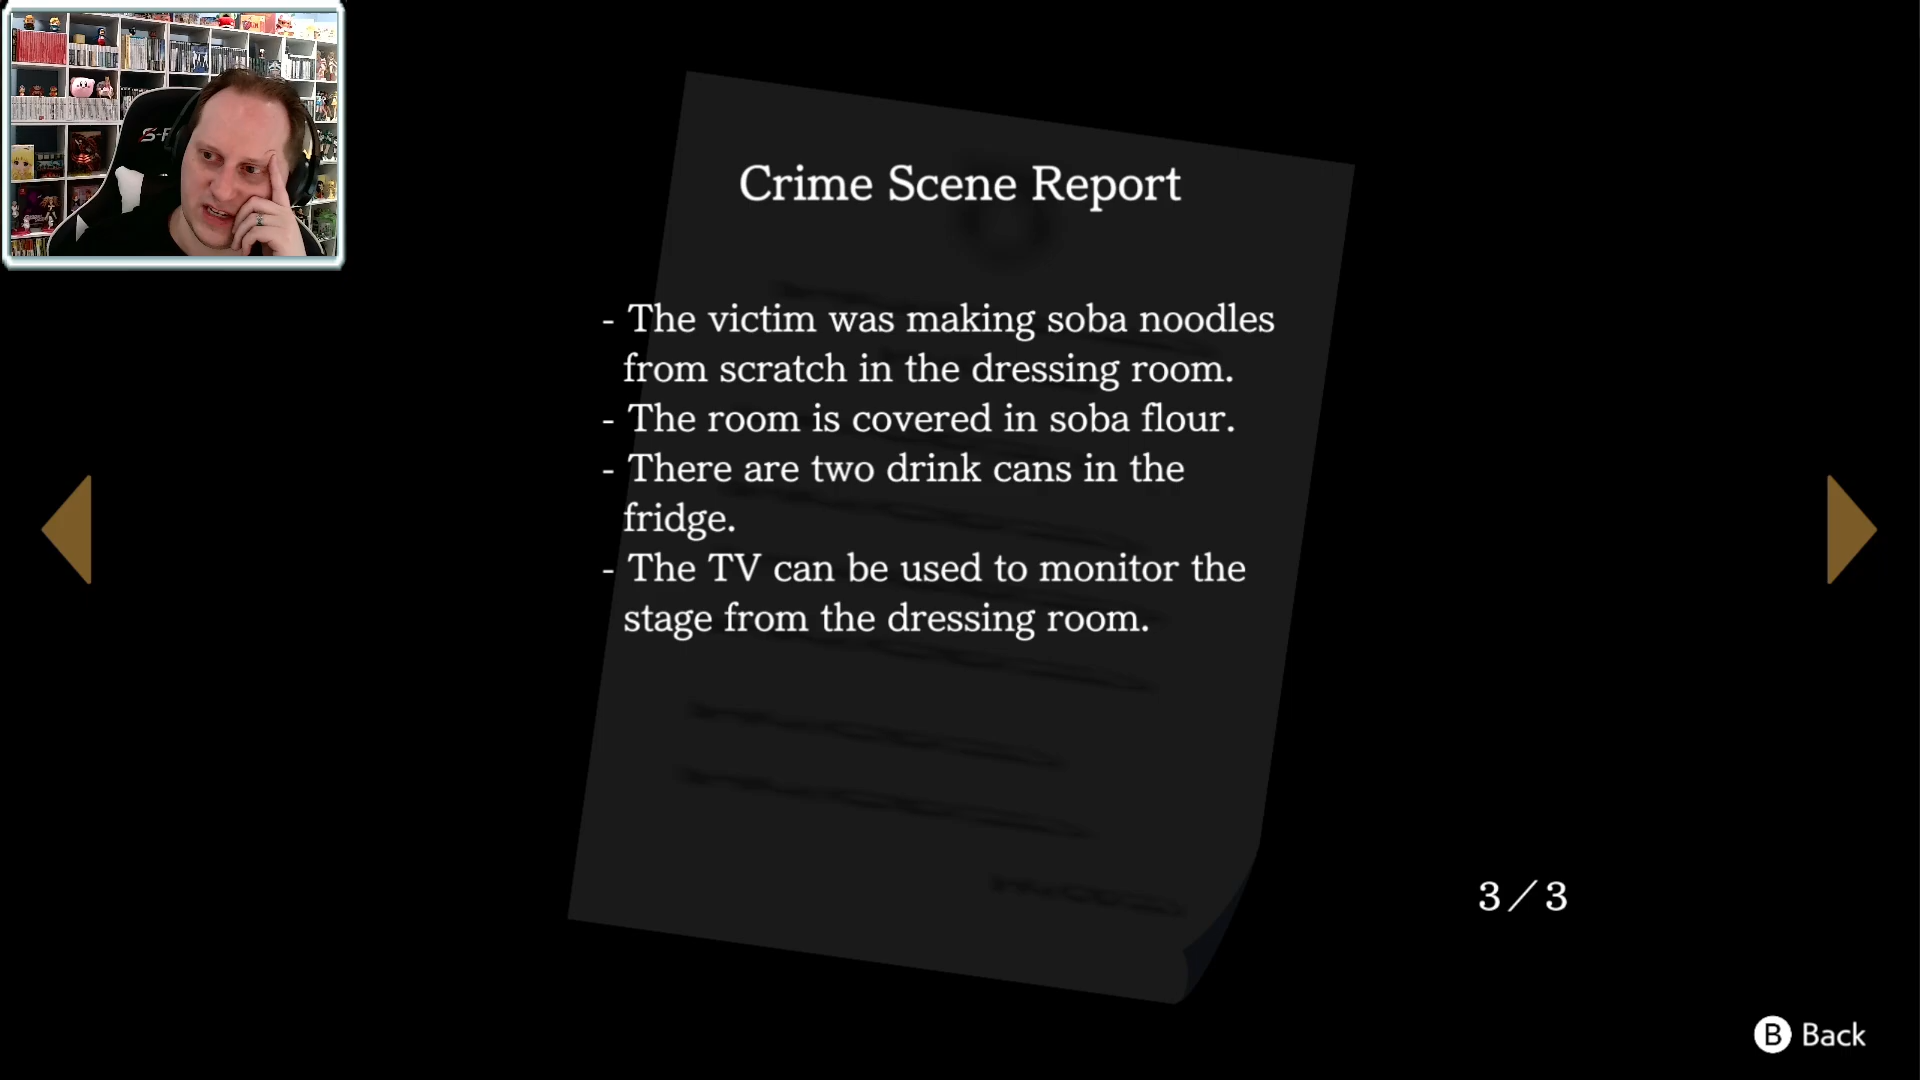 Crime Scene Report
- The victim was making soba noodles
from scratch in the dressing room.
- The room is covered in soba flour.
- There are two drink cans in the
fridge.
- The TV can be used to monitor the
stage from the dressing room.
3/3
B Back